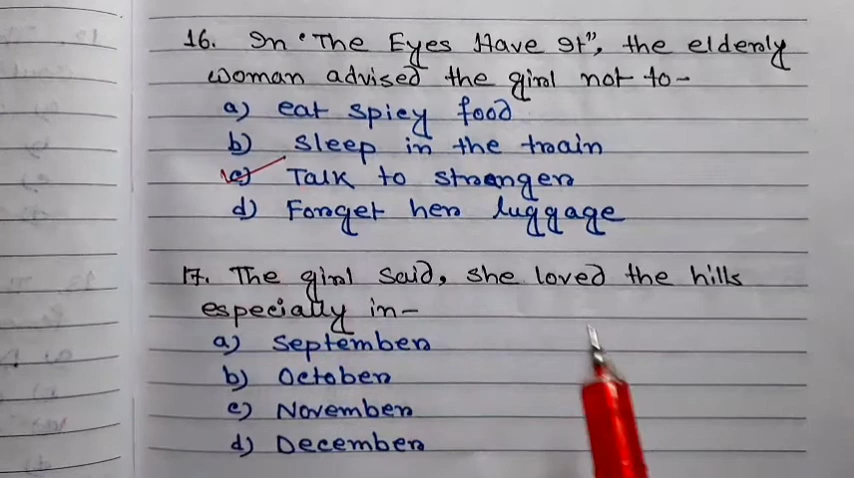 16. In "The Eyes Have It", the elderly
woman advised the girl not to-
a) eat spicy food
b) sleep in the train
c) Talk to stranger
d) Forget her luggage
17. The girl said, she loved the hills
especially in-
a) September
b) October
c) November
d) December